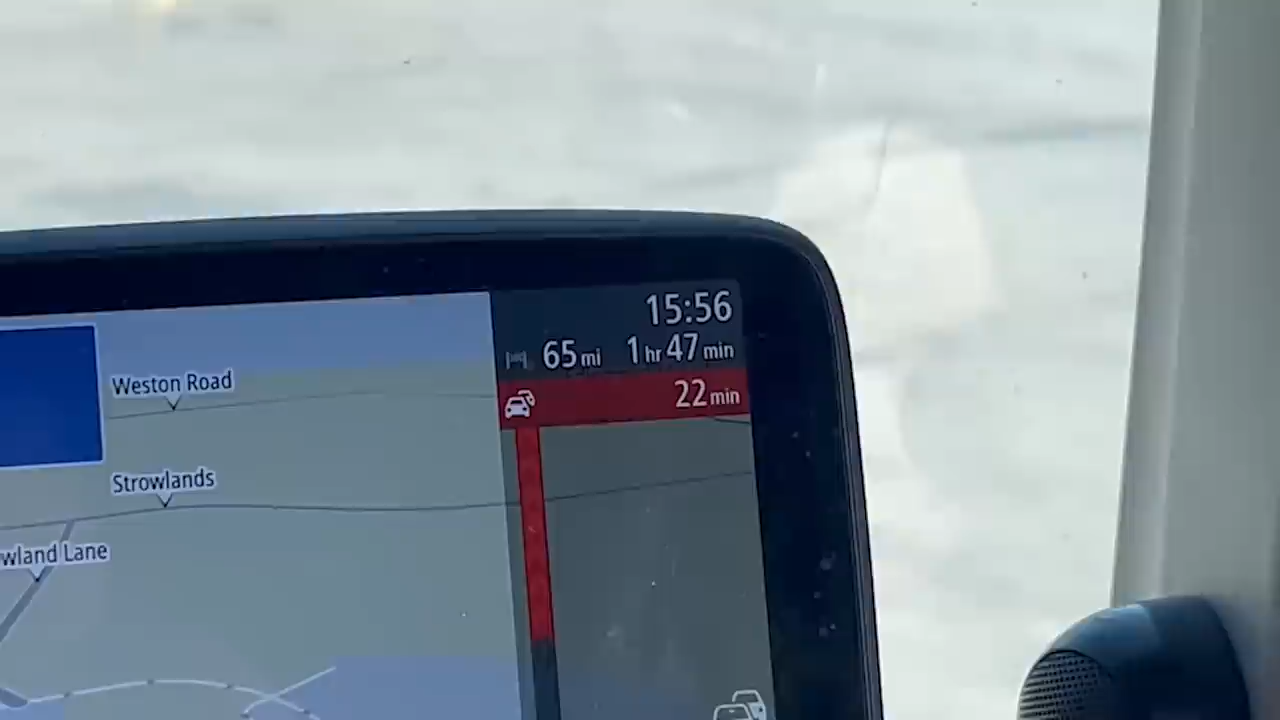 15:56
65 mi 1 hr 47 min
22 min
Weston Road
Strowlands
wland Lane